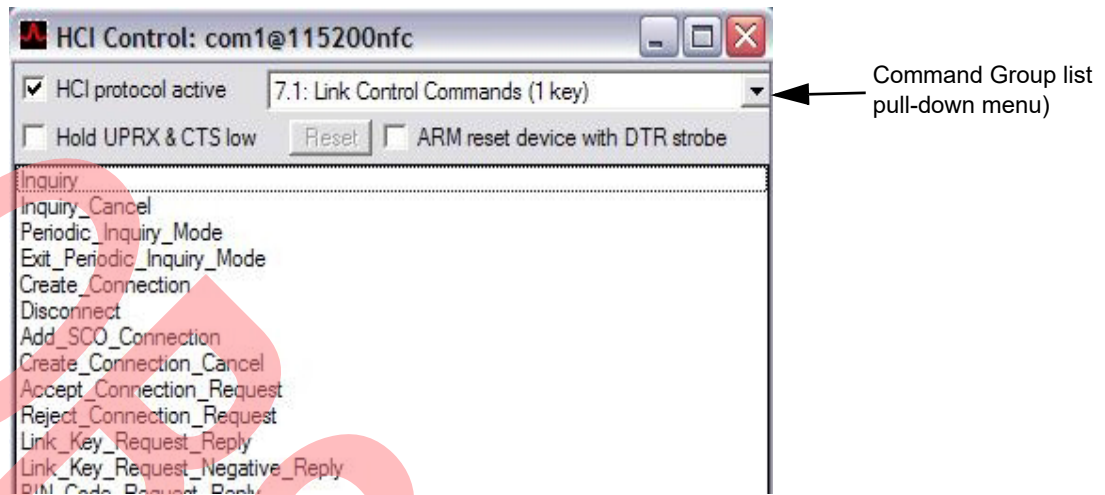 HCI Control: com1@115200nfc
HCI protocol active
7.1: Link Control Commands (1 key)
Command Group list
pull-down menu)
Hold UPRX & CTS low
Reset
ARM reset device with DTR strobe
Inquiry
Inquiry_Cancel
Periodic_Inquiry_Mode
Exit_Periodic_Inquiry_Mode
Create_Connection
Disconnect
Add_SCO_Connection
Create_Connection_Cancel
Accept_Connection_Request
Reject_Connection_Request
Link_Key_Request_Reply
Link_Key_Request_Negative_Reply
PIN_Code_Request_Reply